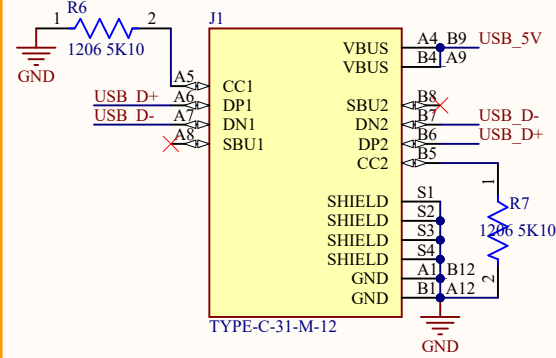 R6
1 2
1206 5K10
GND
J1
A5 CC1
USB_D+ A6 DP1
USB_D- A7 DN1
A8 SBU1
VBUS A4 B9 USB_5V
VBUS B4 A9
SBU2 B8
DN2 B7 USB_D-
DP2 B6 USB_D+
CC2 B5
1
R7
1206 5K10
2
SHIELD S1
SHIELD S2
SHIELD S3
SHIELD S4
GND A1 B12
GND B1 A12
TYPE-C-31-M-12
GND